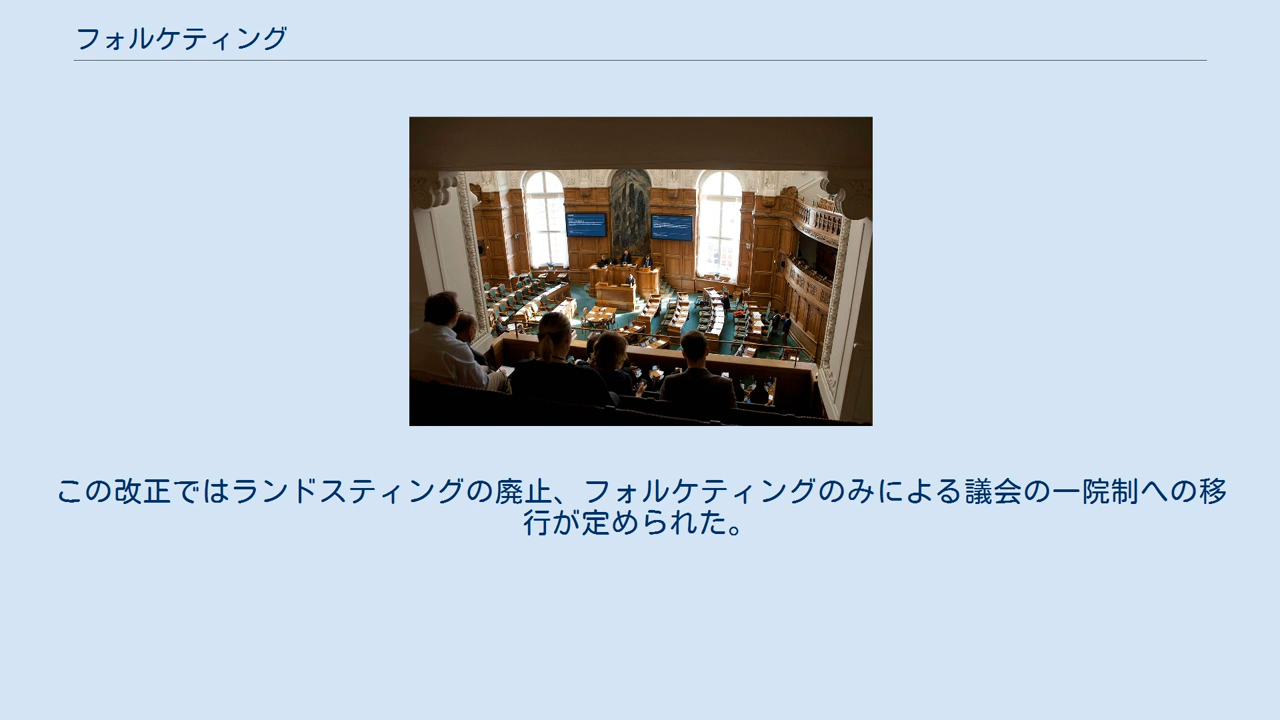 フォルケティング
この改正ではランドスティングの廃止、フォルケティングのみによる議会の一院制への移
行が定められた。